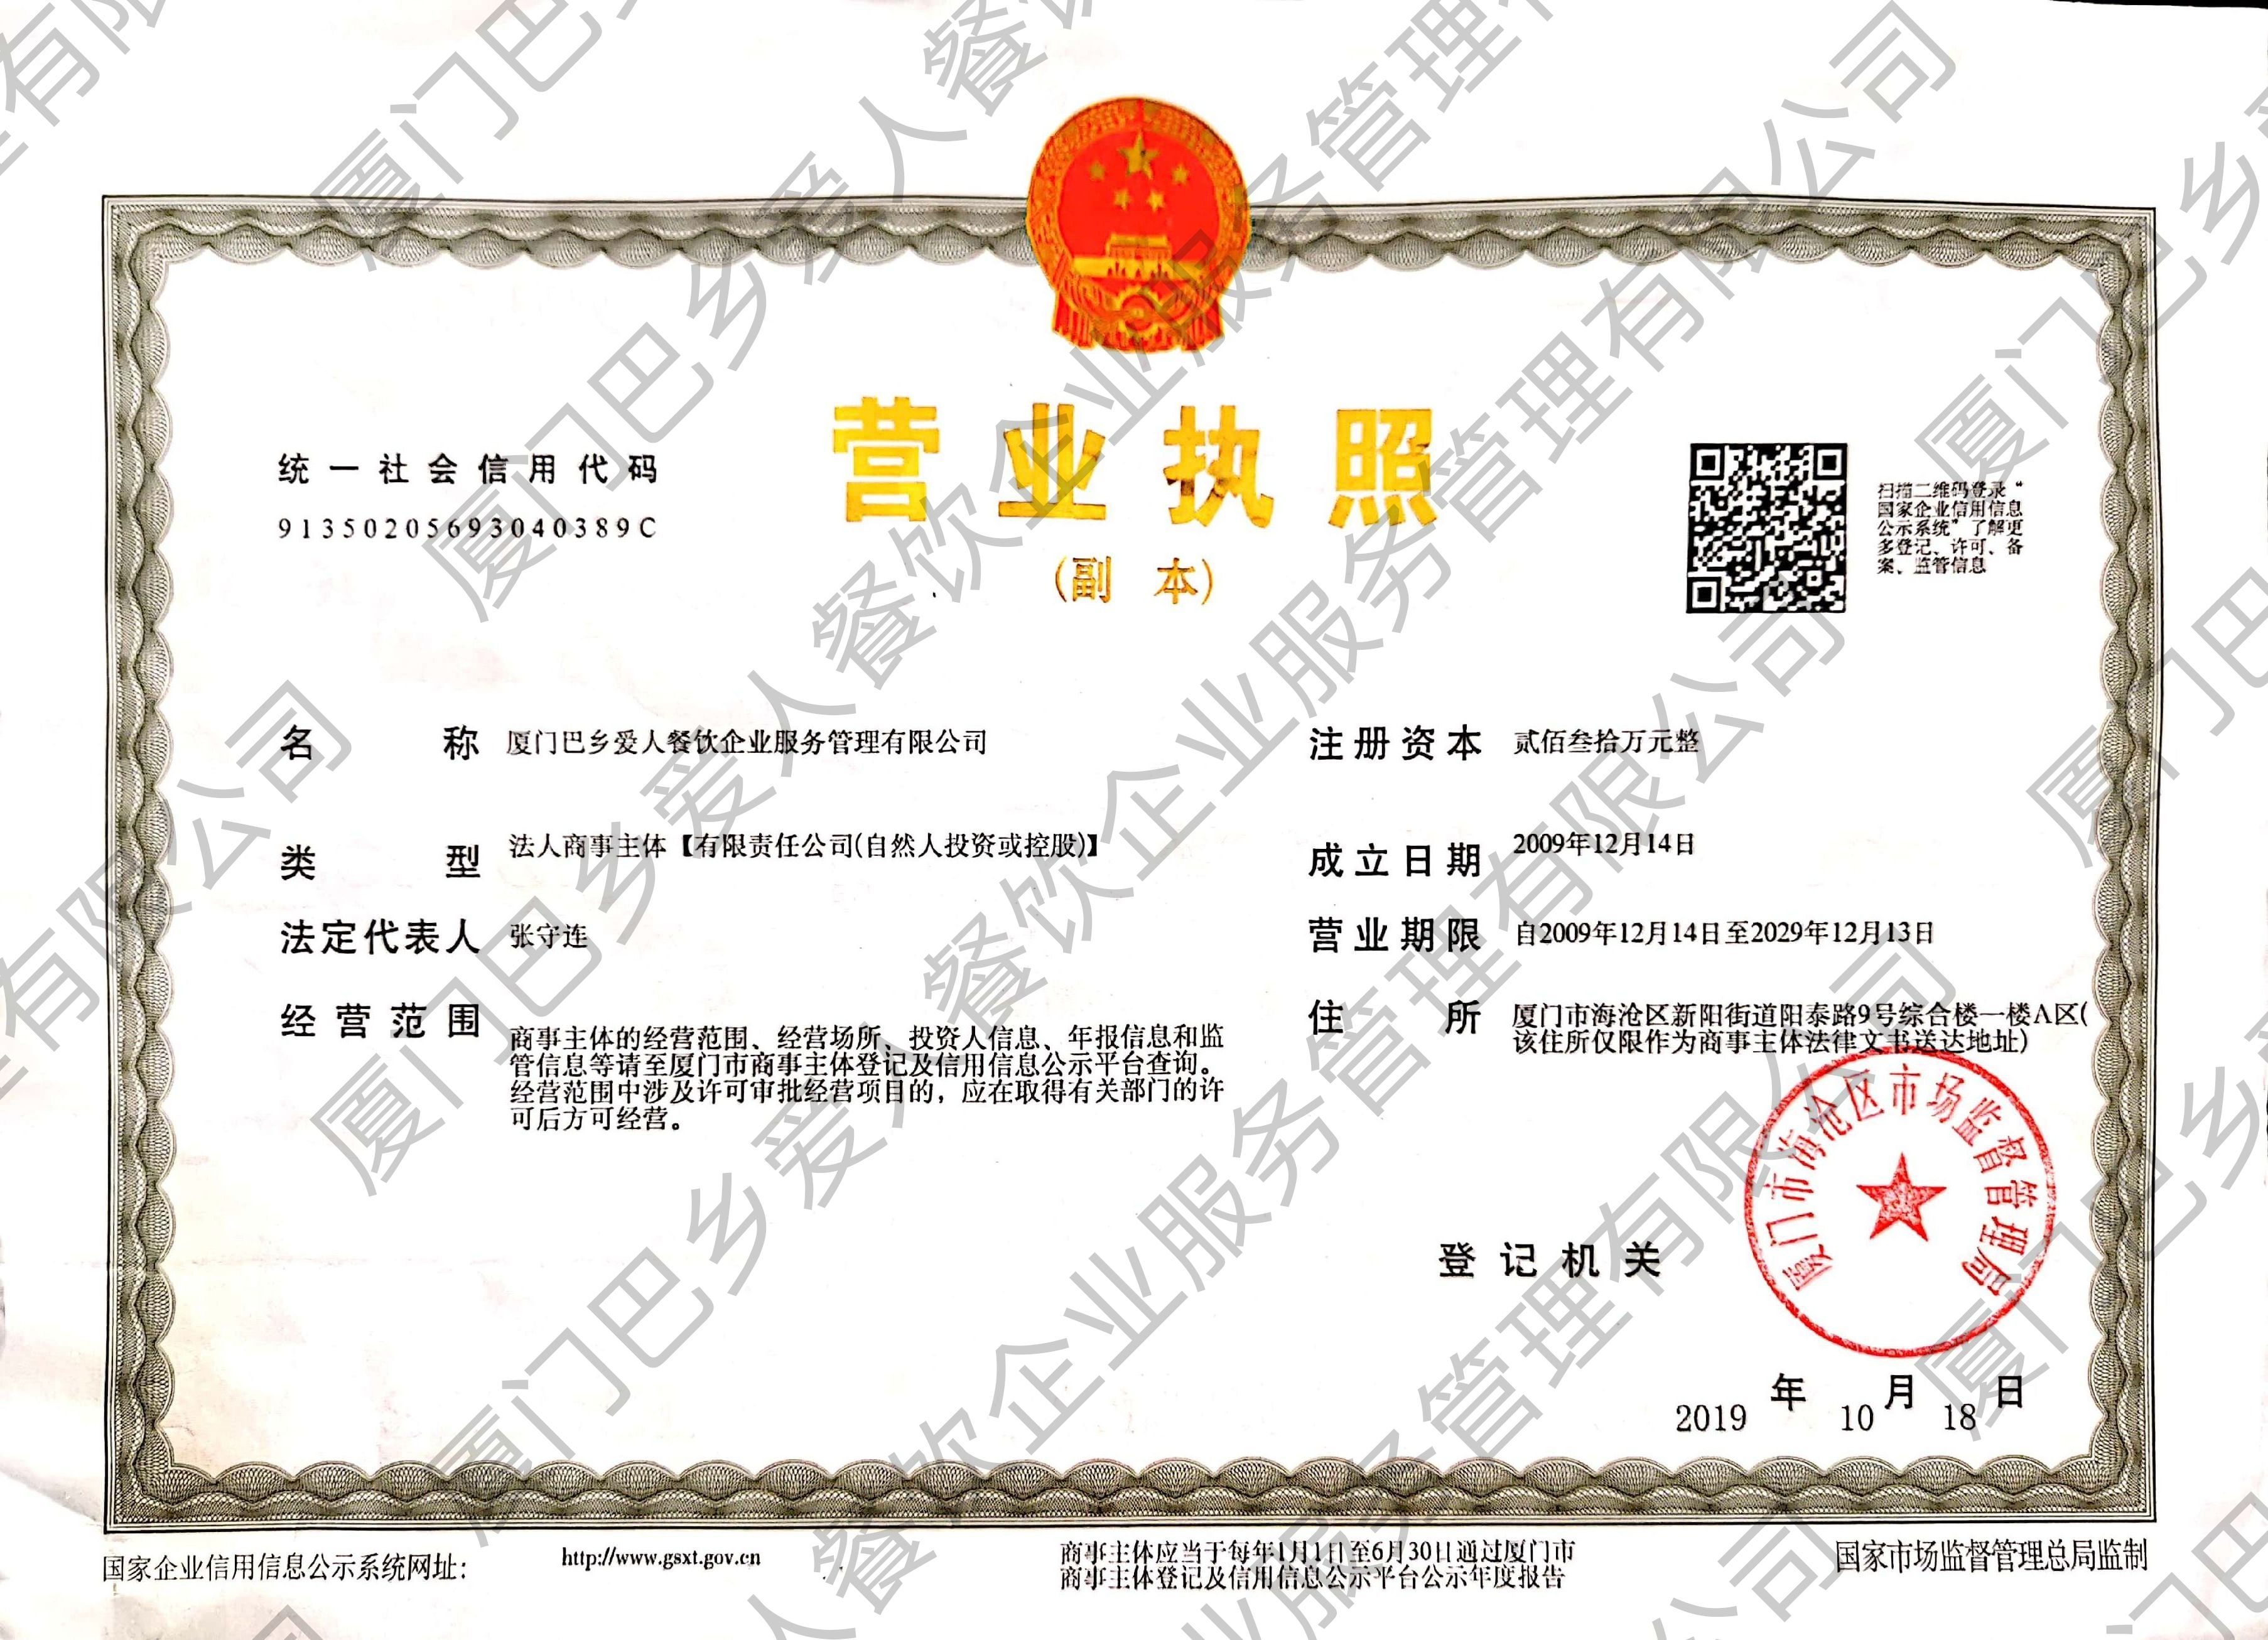 营业执照
(副 本)
统一社会信用代码
91350205693040389C
扫描二维码登录“
国家企业信用信息
公示系统”了解更
多登记、许可、备
案、监管信息
名 称 厦门巴乡爱人餐饮企业服务管理有限公司
类 型 法人商事主体【有限责任公司(自然人投资或控股)】
法定代表人 张守连
经营范围 商事主体的经营范围、经营场所、投资人信息、年报信息和监
管信息等请至厦门市商事主体登记及信用信息公示平台查询。
经营范围中涉及许可审批经营项目的，应在取得有关部门的许
可后方可经营。
注册资本 贰佰叁拾万元整
成立日期 2009年12月14日
营业期限 自2009年12月14日至2029年12月13日
住 所 厦门市海沧区新阳街道阳泰路9号综合楼一楼A区(
该住所仅限作为商事主体法律文书送达地址)
登记机关
厦门市海沧区市场监督管理局
2019 年 10 月 18 日
国家企业信用信息公示系统网址：
http://www.gsxt.gov.cn
商事主体应当于每年1月1日至6月30日通过厦门市
商事主体登记及信用信息公示平台公示年度报告
国家市场监督管理总局监制
厦门巴乡爱人餐饮企业服务管理有限公司